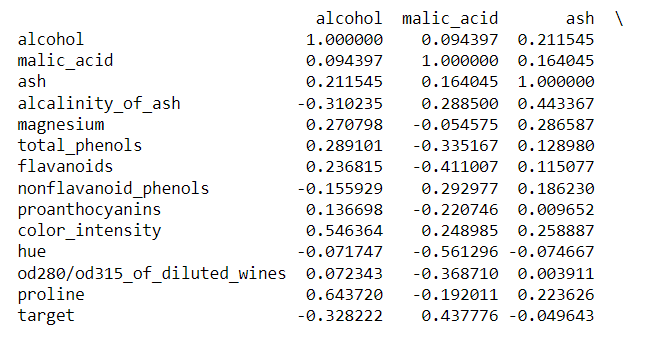 alcohol  malic_acid       ash  \
alcohol                      1.000000    0.094397  0.211545
malic_acid                   0.094397    1.000000  0.164045
ash                          0.211545    0.164045  1.000000
alcalinity_of_ash           -0.310235    0.288500  0.443367
magnesium                    0.270798   -0.054575  0.286587
total_phenols                0.289101   -0.335167  0.128980
flavanoids                   0.236815   -0.411007  0.115077
nonflavanoid_phenols        -0.155929    0.292977  0.186230
proanthocyanins              0.136698   -0.220746  0.009652
color_intensity              0.546364    0.248985  0.258887
hue                         -0.071747   -0.561296 -0.074667
od280/od315_of_diluted_wines 0.072343   -0.368710  0.003911
proline                      0.643720   -0.192011  0.223626
target                      -0.328222    0.437776 -0.049643